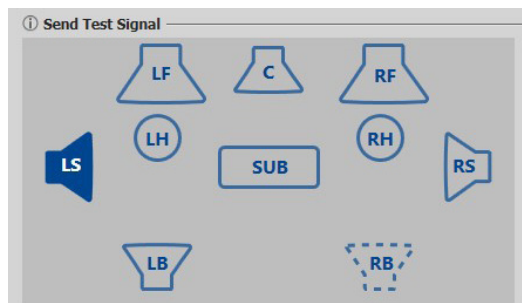 Send Test Signal
LF C RF
LH RH
LS SUB RS
LB RB